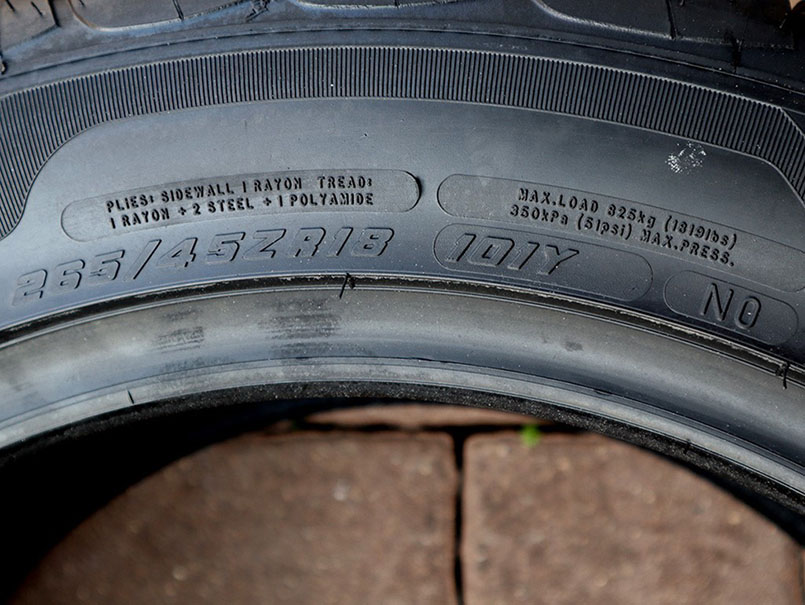 PLIES: SIDEWALL 1 RAYON TREAD:
1 RAYON + 2 STEEL + 1 POLYAMIDE
MAX.LOAD 825kg (1819lbs)
350kPa (51psi) MAX.PRESS.
265/45ZR18 101Y N0